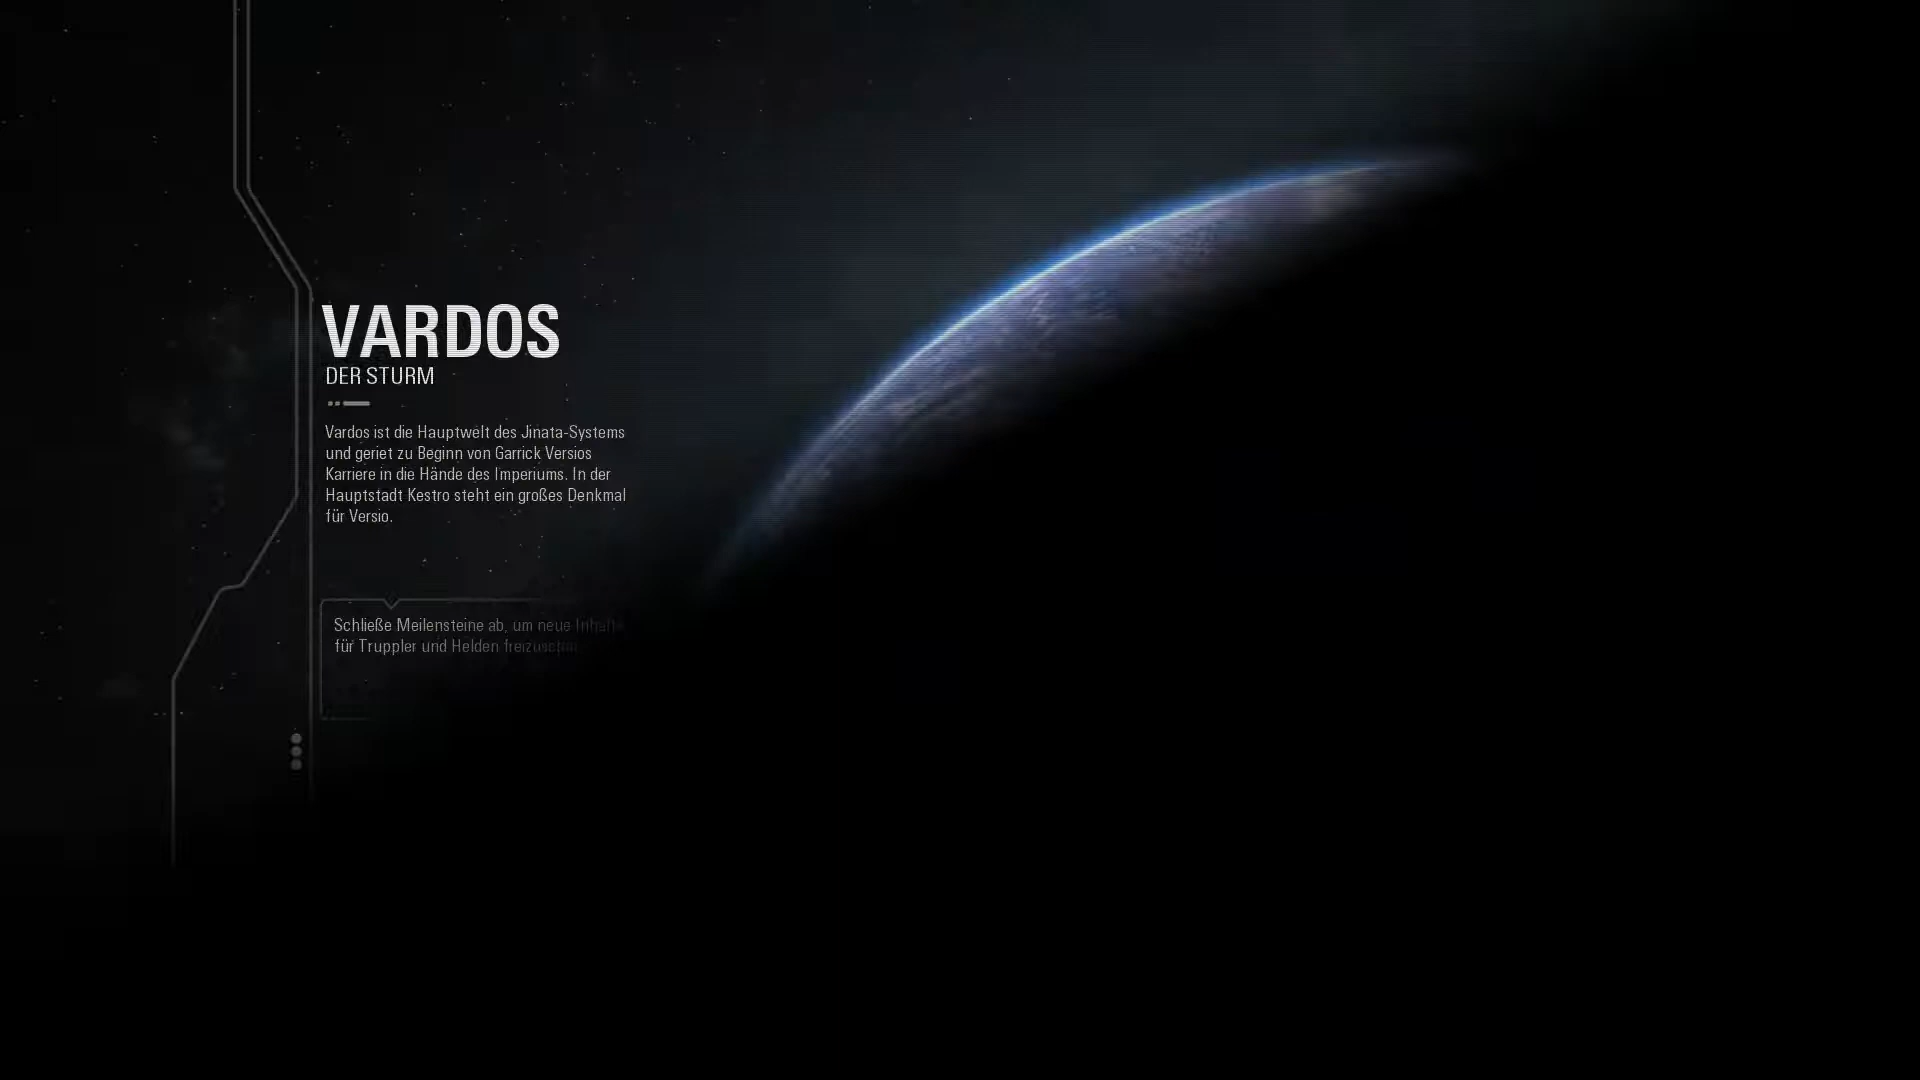 VARDOS
DER STURM
Vardos ist die Hauptwelt des Jinata-Systems
und geriet zu Beginn von Garrick Versios
Karriere in die Hände des Imperiums. In der
Hauptstadt Kestro steht ein großes Denkmal
für Versio.
Schließe Meilensteine ab, um neue Inhalte
für Truppler und Helden